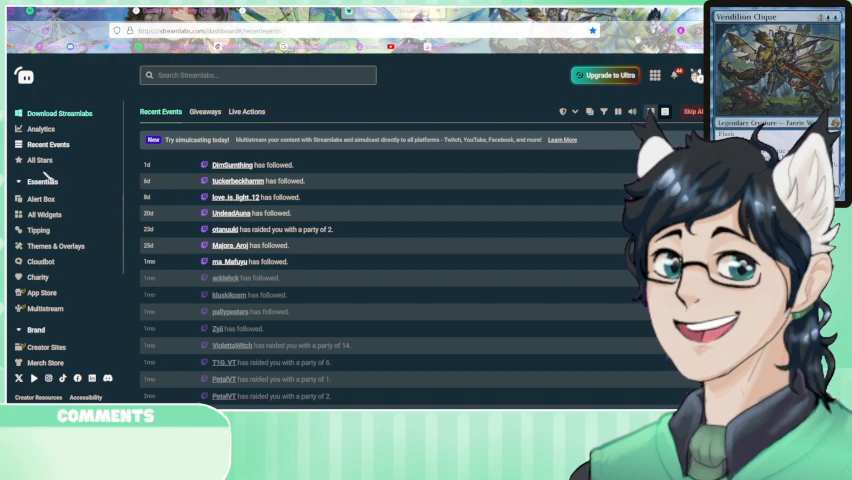 Vendilion Clique
https://streamlabs.com/dashboard#/recentevents
Search Streamlabs...
Upgrade to Ultra
Download Streamlabs
Analytics
Recent Events
All Stars
Essentials
Alert Box
All Widgets
Tipping
Themes & Overlays
Cloudbot
Charity
App Store
Multistream
Brand
Creator Sites
Merch Store
Creator Resources Accessibility
Recent Events Giveaways Live Actions
Skip Al
New Try simulcasting today! Multistream your content with Streamlabs and simulcast directly to all platforms - Twitch, YouTube, Facebook, and more! Learn More
1d DimSumthing has followed.
6d tuckerbeckhamm has followed.
8d love_is_light_12 has followed.
20d UndeadAuna has followed.
23d otanuuki has raided you with a party of 2.
25d Majora_Aroj has followed.
1mo ma_Mafuyu has followed.
1mo acklehck has followed.
1mo kluskikosm has followed.
1mo pallypestars has followed.
1mo Zyli has followed.
1mo ViolettaWitch has raided you with a party of 14.
1mo T1G_VT has raided you with a party of 6.
1mo PetalVT has raided you with a party of 1.
2mo PetalVT has raided you with a party of 2.
Legendary Creature — Faerie
Flash
COMMENTS